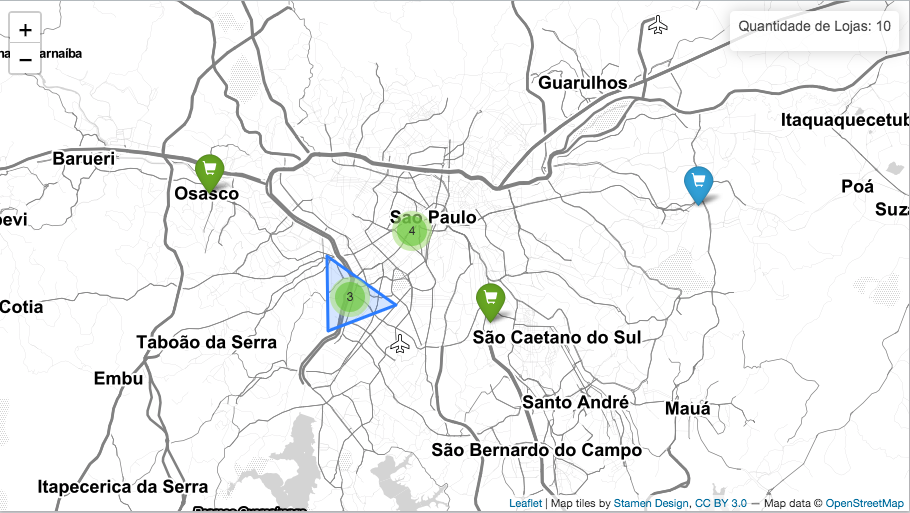 +
−
Quantidade de Lojas: 10
arnaíba
Guarulhos
Itaquaquecetub
Barueri
Osasco
Poá
Suza
evi
Sao Paulo
4
3
Cotia
São Caetano do Sul
Taboão da Serra
Embu
Santo André
Mauá
São Bernardo do Campo
Itapecerica da Serra
Leaflet | Map tiles by Stamen Design, CC BY 3.0 — Map data © OpenStreetMap